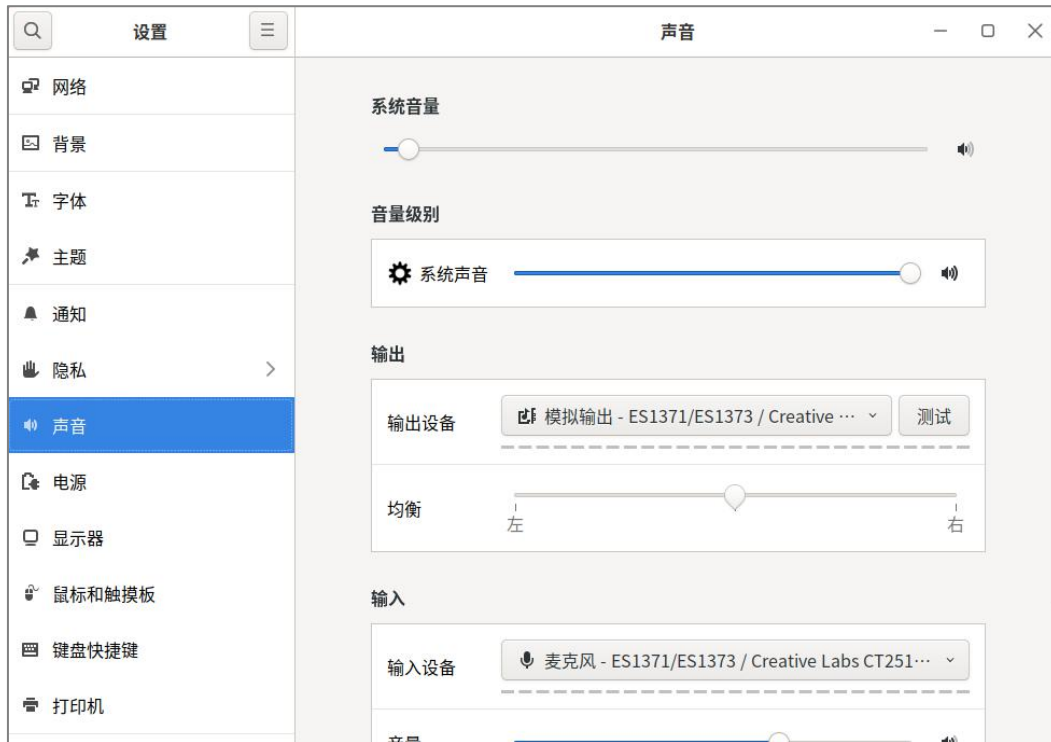 设置
声音
网络
背景
字体
主题
通知
隐私
声音
电源
显示器
鼠标和触摸板
键盘快捷键
打印机
系统音量
音量级别
系统声音
输出
输出设备
模拟输出 - ES1371/ES1373 / Creative ···
测试
均衡
左
右
输入
输入设备
麦克风 - ES1371/ES1373 / Creative Labs CT251···
音量